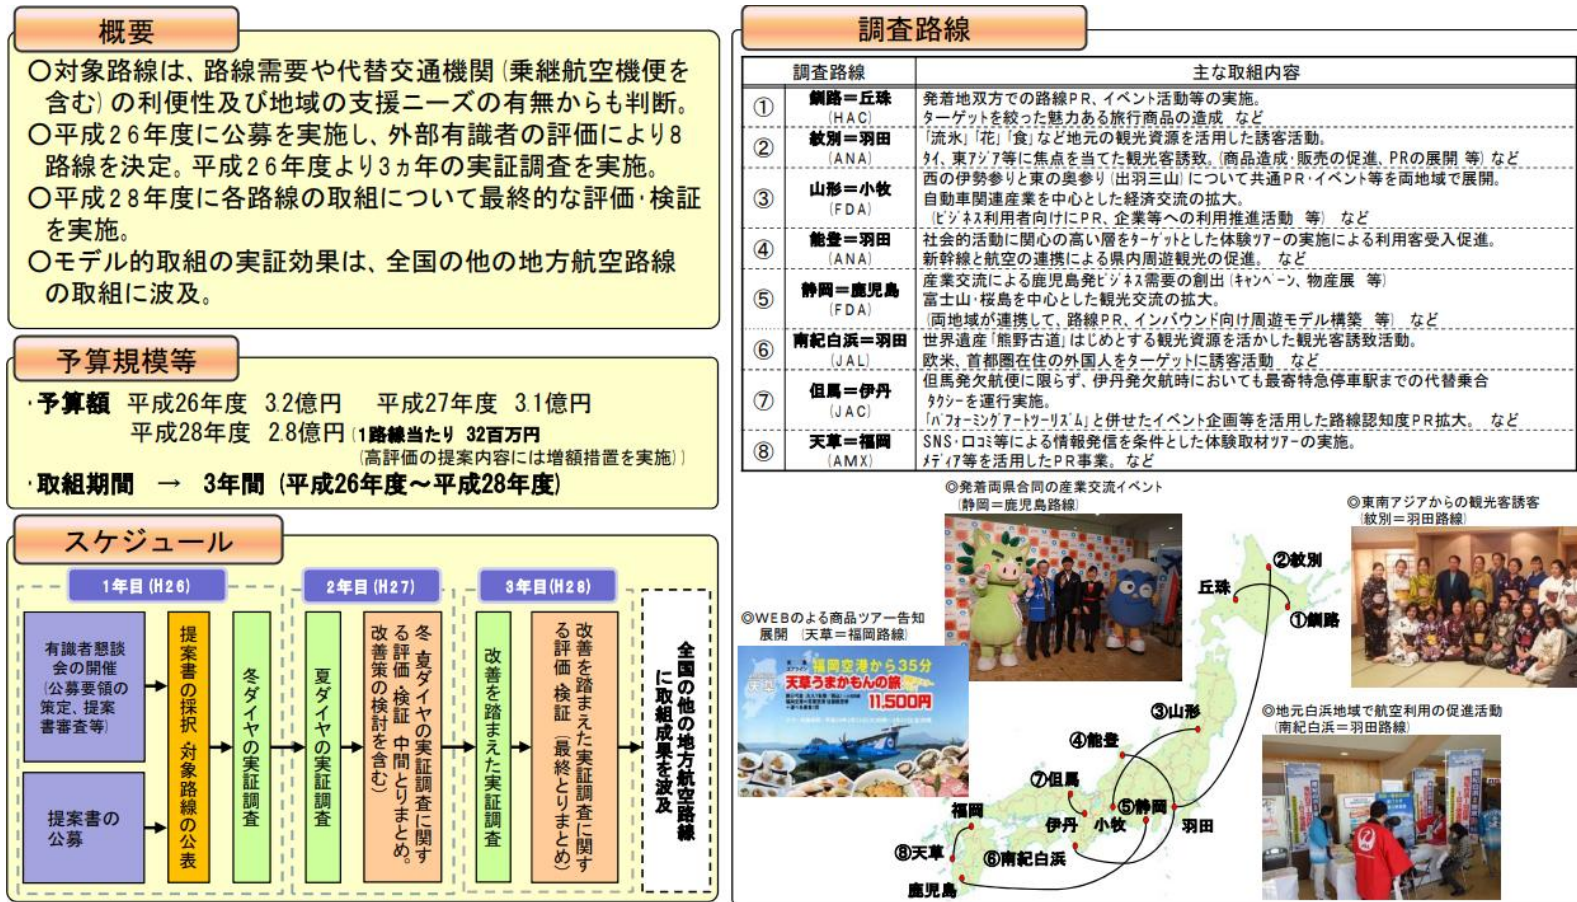 概要
〇対象路線は、路線需要や代替交通機関(乗継航空機便を
含む)の利便性及び地域の支援ニーズの有無からも判断。
〇平成26年度に公募を実施し、外部有識者の評価により8
路線を決定。平成26年度より3ヵ年の実証調査を実施。
〇平成28年度に各路線の取組について最終的な評価・検証
を実施。
〇モデル的取組の実証効果は、全国の他の地方航空路線
の取組に波及。
予算規模等
・予算額 平成26年度 3.2億円 平成27年度 3.1億円
平成28年度 2.8億円(1路線当たり 32百万円
(高評価の提案内容には増額措置を実施))
・取組期間 → 3年間(平成26年度～平成28年度)
スケジュール
1年目(H26)
有識者懇談
会の開催
(公募要領の
策定、提案
書審査等)
提案書の
公募
提案書の採択・対象路線の公表
冬ダイヤの実証調査
2年目(H27)
夏ダイヤの実証調査
冬・夏ダイヤの実証調査に関す
る評価・検証(中間とりまとめ。
改善策の検討を含む)
3年目(H28)
改善を踏まえた実証調査
改善を踏まえた実証調査に関す
る評価・検証(最終とりまとめ)
全国の他の地方航空路線
に取組成果を波及
調査路線
調査路線 主な取組内容
① 釧路＝丘珠
(HAC)
発着地双方での路線PR、イベント活動等の実施。
ターゲットを絞った魅力ある旅行商品の造成 など
② 紋別＝羽田
(ANA)
「流氷」「花」「食」など地元の観光資源を活用した誘客活動。
タイ、東アジア等に焦点を当てた観光客誘致。(商品造成・販売の促進、PRの展開 等)など
③ 山形＝小牧
(FDA)
西の伊勢参りと東の奥参り(出羽三山)について共通PR・イベント等を両地域で展開。
自動車関連産業を中心とした経済交流の拡大。
(ビジネス利用者向けにPR、企業等への利用推進活動 等) など
④ 能登＝羽田
(ANA)
社会的活動に関心の高い層をターゲットとした体験ツアーの実施による利用客受入促進。
新幹線と航空の連携による県内周遊観光の促進。 など
⑤ 静岡＝鹿児島
(FDA)
産業交流による鹿児島発ビジネス需要の創出(キャンペーン、物産展 等)
富士山・桜島を中心とした観光交流の拡大。
(両地域が連携して、路線PR、インバウンド向け周遊モデル構築 等) など
⑥ 南紀白浜＝羽田
(JAL)
世界遺産「熊野古道」はじめとする観光資源を活かした観光客誘致活動。
欧米、首都圏在住の外国人をターゲットに誘客活動 など
⑦ 但馬＝伊丹
(JAC)
但馬発欠航便に限らず、伊丹発欠航時においても最寄特急停車駅までの代替乗合
タクシーを運行実施。
「パフォーミングアートツーリズム」と併せたイベント企画等を活用した路線認知度PR拡大。 など
⑧ 天草＝福岡
(AMX)
SNS・口コミ等による情報発信を条件とした体験取材ツアーの実施。
メディア等を活用したPR事業。など
◎発着両県合同の産業交流イベント
(静岡＝鹿児島路線)
◎東南アジアからの観光客誘客
(紋別＝羽田路線)
◎WEBのよる商品ツアー告知
展開 (天草＝福岡路線)
福岡空港から35分
天草うまかもんの旅
11,500円
◎地元白浜地域で航空利用の促進活動
(南紀白浜＝羽田路線)
②紋別
丘珠
①釧路
③山形
④能登
⑦但馬
⑤静岡
福岡
伊丹
小牧
羽田
⑧天草
⑥南紀白浜
鹿児島